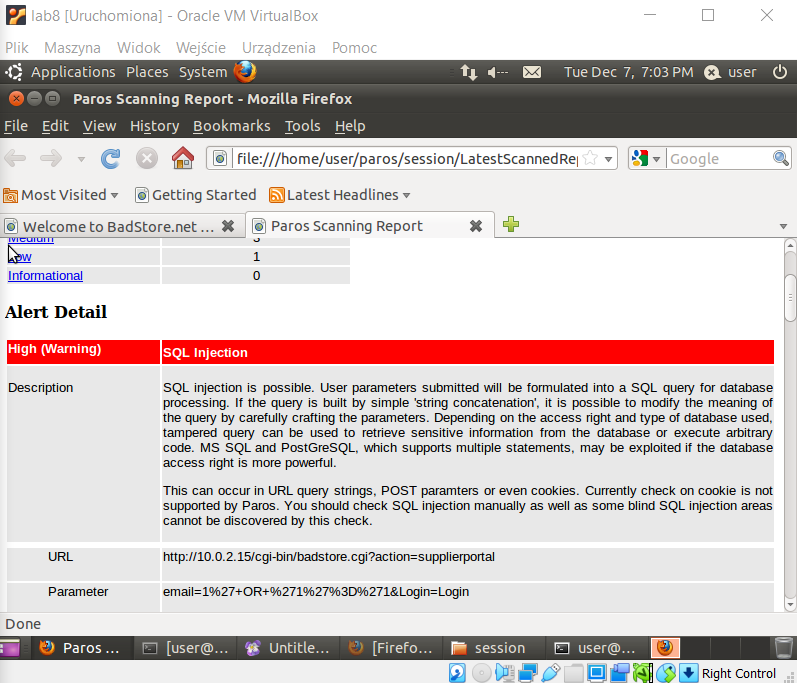 lab8 [Uruchomiona] - Oracle VM VirtualBox
Plik Maszyna Widok Wejście Urządzenia Pomoc
Applications Places System Tue Dec 7, 7:03 PM user
Paros Scanning Report - Mozilla Firefox
File Edit View History Bookmarks Tools Help
file:///home/user/paros/session/LatestScannedRep Google
Most Visited Getting Started Latest Headlines
Welcome to BadStore.net ... Paros Scanning Report
Medium 3
Low 1
Informational 0
Alert Detail
High (Warning) SQL Injection
Description SQL injection is possible. User parameters submitted will be formulated into a SQL query for database
processing. If the query is built by simple 'string concatenation', it is possible to modify the meaning of
the query by carefully crafting the parameters. Depending on the access right and type of database used,
tampered query can be used to retrieve sensitive information from the database or execute arbitrary
code. MS SQL and PostGreSQL, which supports multiple statements, may be exploited if the database
access right is more powerful.
This can occur in URL query strings, POST paramters or even cookies. Currently check on cookie is not
supported by Paros. You should check SQL injection manually as well as some blind SQL injection areas
cannot be discovered by this check.
URL http://10.0.2.15/cgi-bin/badstore.cgi?action=supplierportal
Parameter email=1%27+OR+%271%27%3D%271&Login=Login
Done
Paros ... [user@... Untitle... [Firefo... session user@...
Right Control